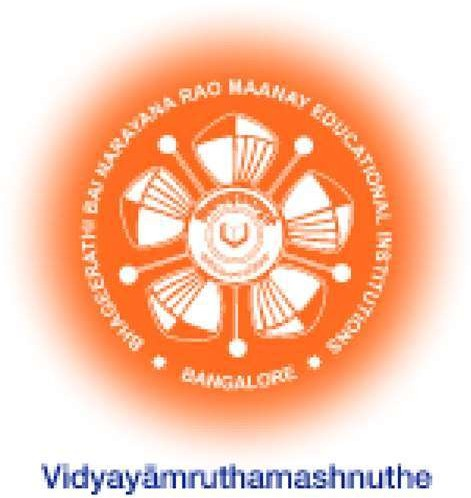 BHAGEERATHI BAI NARAYANA RAO MAANAY EDUCATIONAL INSTITUTIONS
BANGALORE
Vidyayāmruthamashnuthe